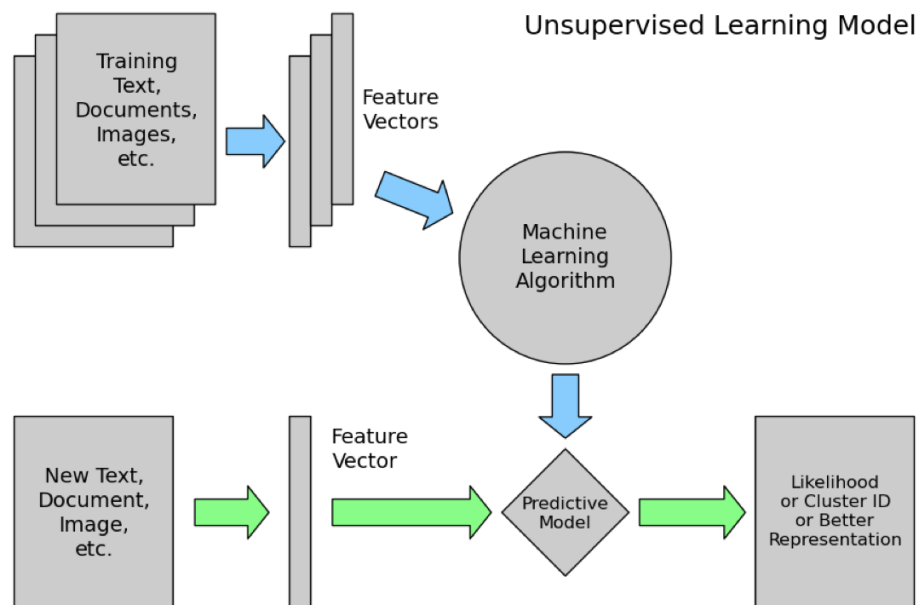 Unsupervised Learning Model
Training
Text,
Documents,
Images,
etc.
Feature
Vectors
Machine
Learning
Algorithm
New Text,
Document,
Image,
etc.
Feature
Vector
Predictive
Model
Likelihood
or Cluster ID
or Better
Representation